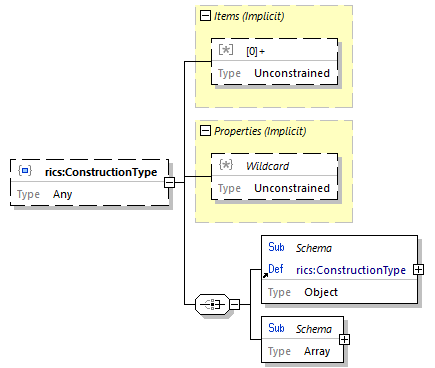 Items (Implicit)
[0]+
Type Unconstrained
Properties (Implicit)
Wildcard
Type Unconstrained
rics:ConstructionType
Type Any
Sub Schema
Def rics:ConstructionType
Type Object
Sub Schema
Type Array